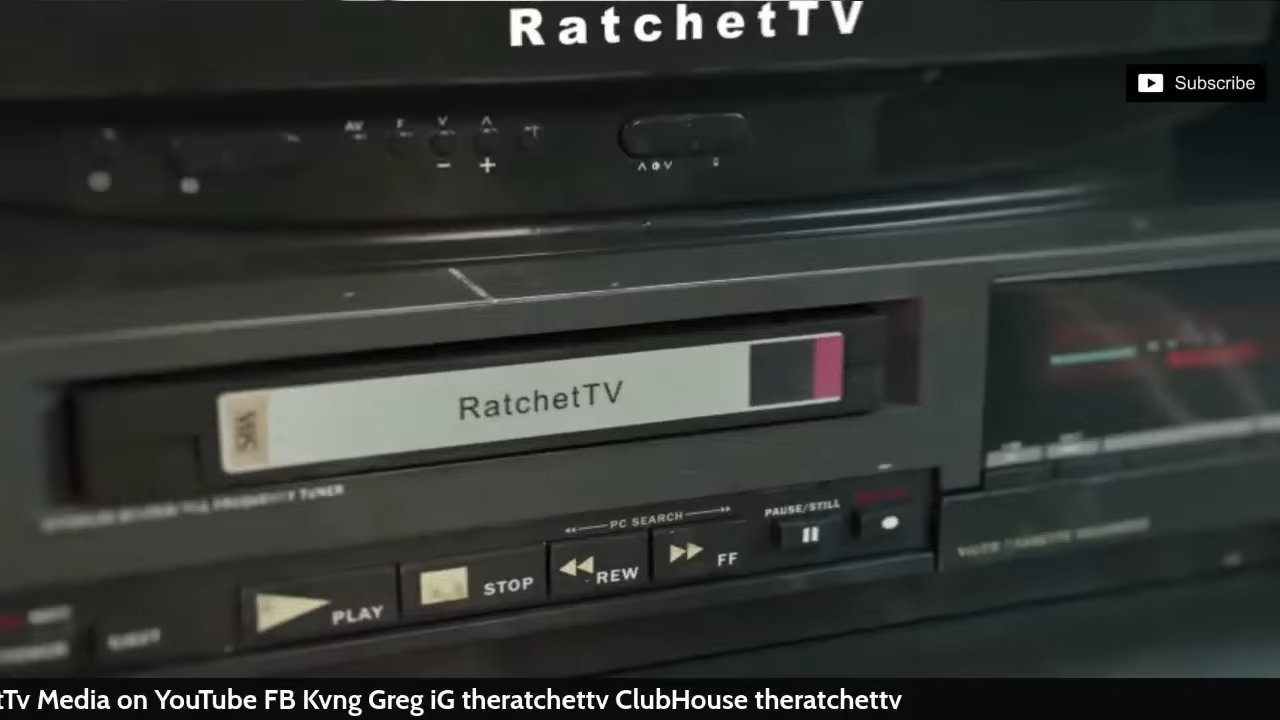 RatchetTV
Subscribe
AV F V ∧
− +
∧ V
VHS
RatchetTV
PC SEARCH
PAUSE/STILL
PLAY
STOP
REW
FF
EJECT
tTv Media on YouTube FB Kvng Greg iG theratchettv ClubHouse theratchettv